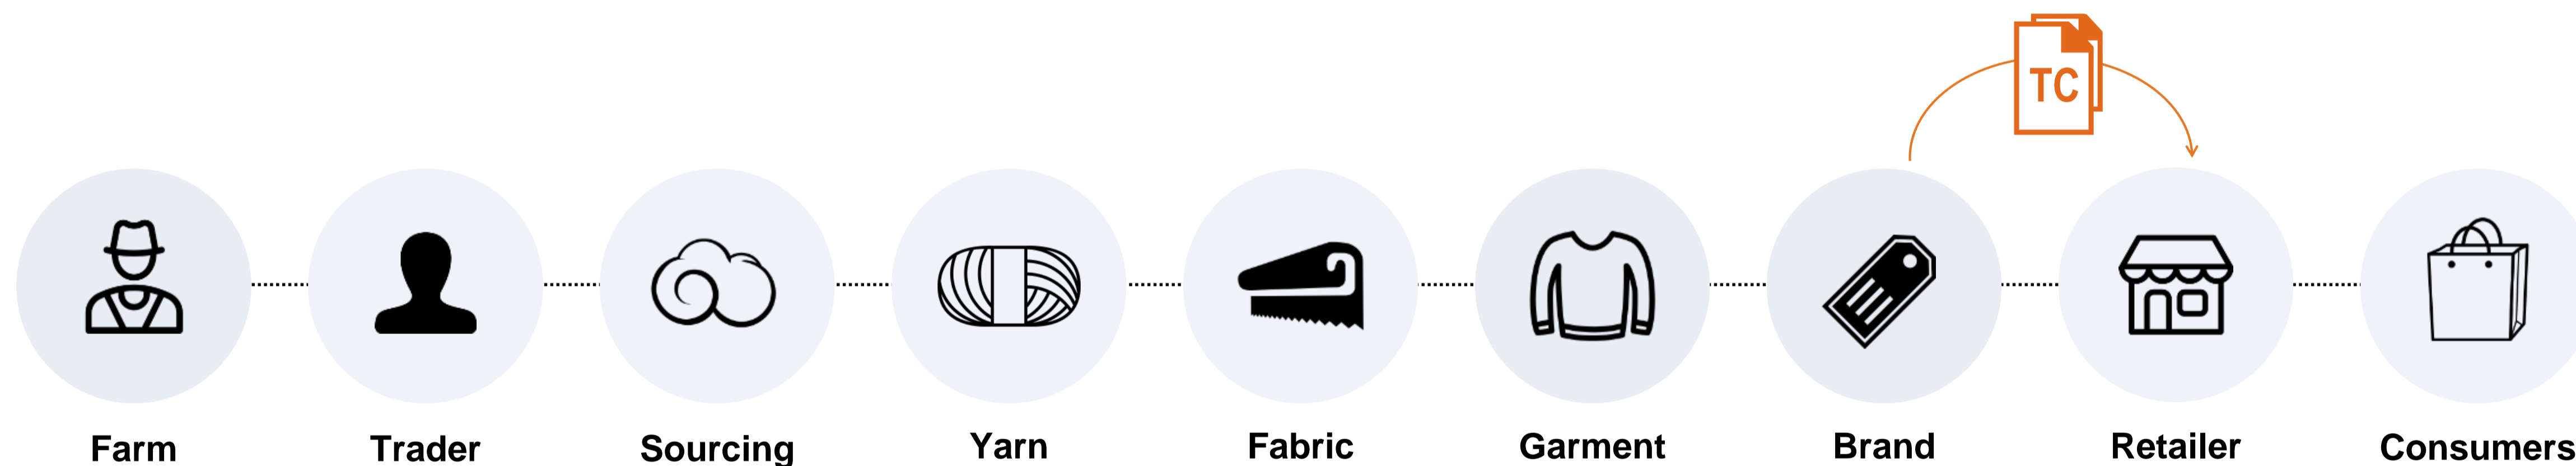 TC
Farm
Trader
Sourcing
Yarn
Fabric
Garment
Brand
Retailer
Consumers